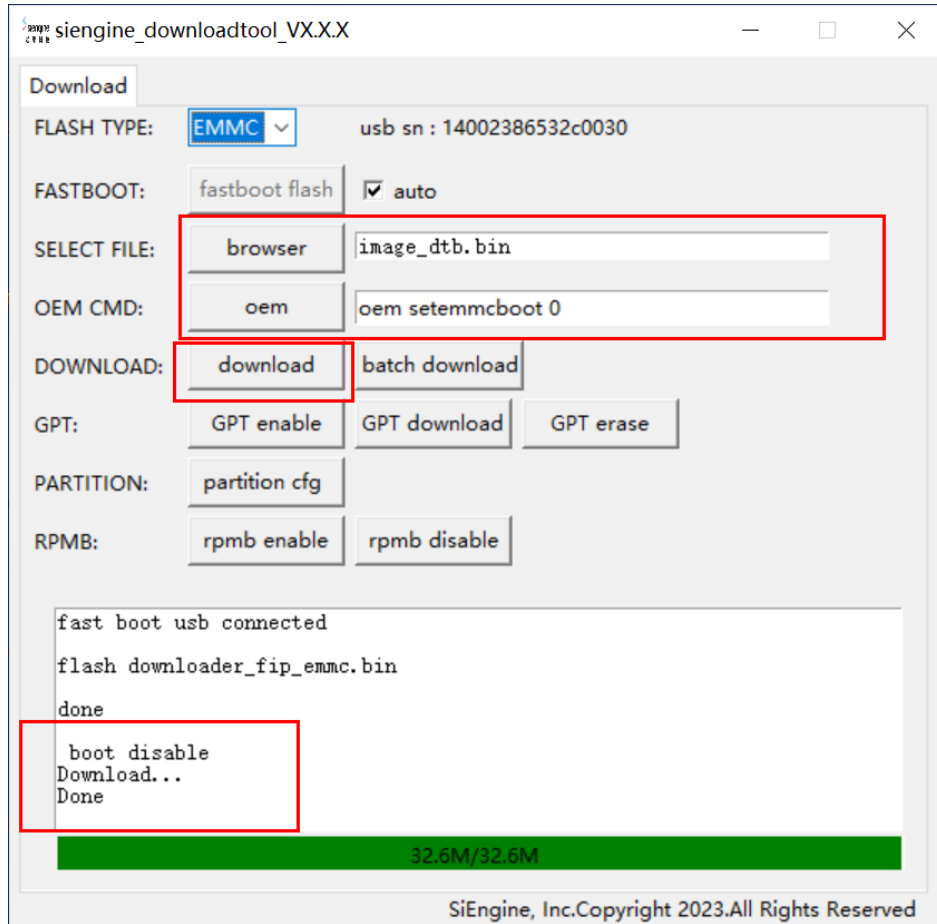 siengine_downloadtool_VX.X.X
Download
FLASH TYPE: EMMC usb sn : 14002386532c0030
FASTBOOT: fastboot flash auto
SELECT FILE: browser image_dtb.bin
OEM CMD: oem oem setemmcboot 0
DOWNLOAD: download batch download
GPT: GPT enable GPT download GPT erase
PARTITION: partition cfg
RPMB: rpmb enable rpmb disable
fast boot usb connected
flash downloader_fip_emmc.bin
done
boot disable
Download...
Done
32.6M/32.6M
SiEngine, Inc.Copyright 2023.All Rights Reserved